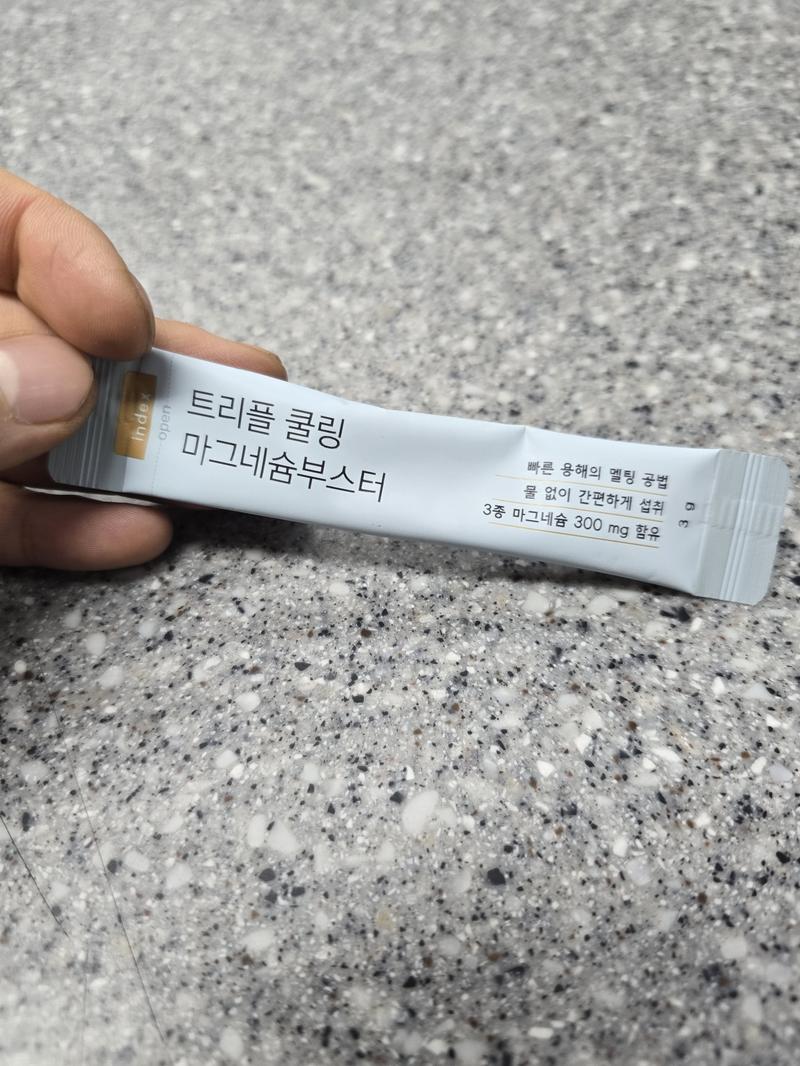 Index
open
트리플 쿨링
마그네슘부스터
빠른 용해의 멜팅 공법
물 없이 간편하게 섭취
3종 마그네슘 300 mg 함유
3 g